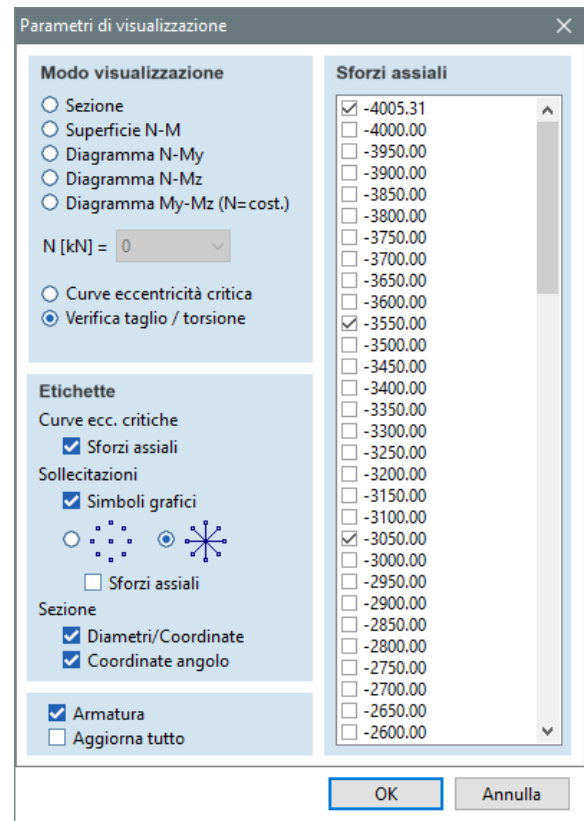 Parametri di visualizzazione
Modo visualizzazione
Sezione
Superficie N-M
Diagramma N-My
Diagramma N-Mz
Diagramma My-Mz (N=cost.)
N [kN] = 0
Curve eccentricità critica
Verifica taglio / torsione
Etichette
Curve ecc. critiche
Sforzi assiali
Sollecitazioni
Simboli grafici
Sforzi assiali
Sezione
Diametri/Coordinate
Coordinate angolo
Armatura
Aggiorna tutto
Sforzi assiali
-4005.31
-4000.00
-3950.00
-3900.00
-3850.00
-3800.00
-3750.00
-3700.00
-3650.00
-3600.00
-3550.00
-3500.00
-3450.00
-3400.00
-3350.00
-3300.00
-3250.00
-3200.00
-3150.00
-3100.00
-3050.00
-3000.00
-2950.00
-2900.00
-2850.00
-2800.00
-2750.00
-2700.00
-2650.00
-2600.00
OK
Annulla